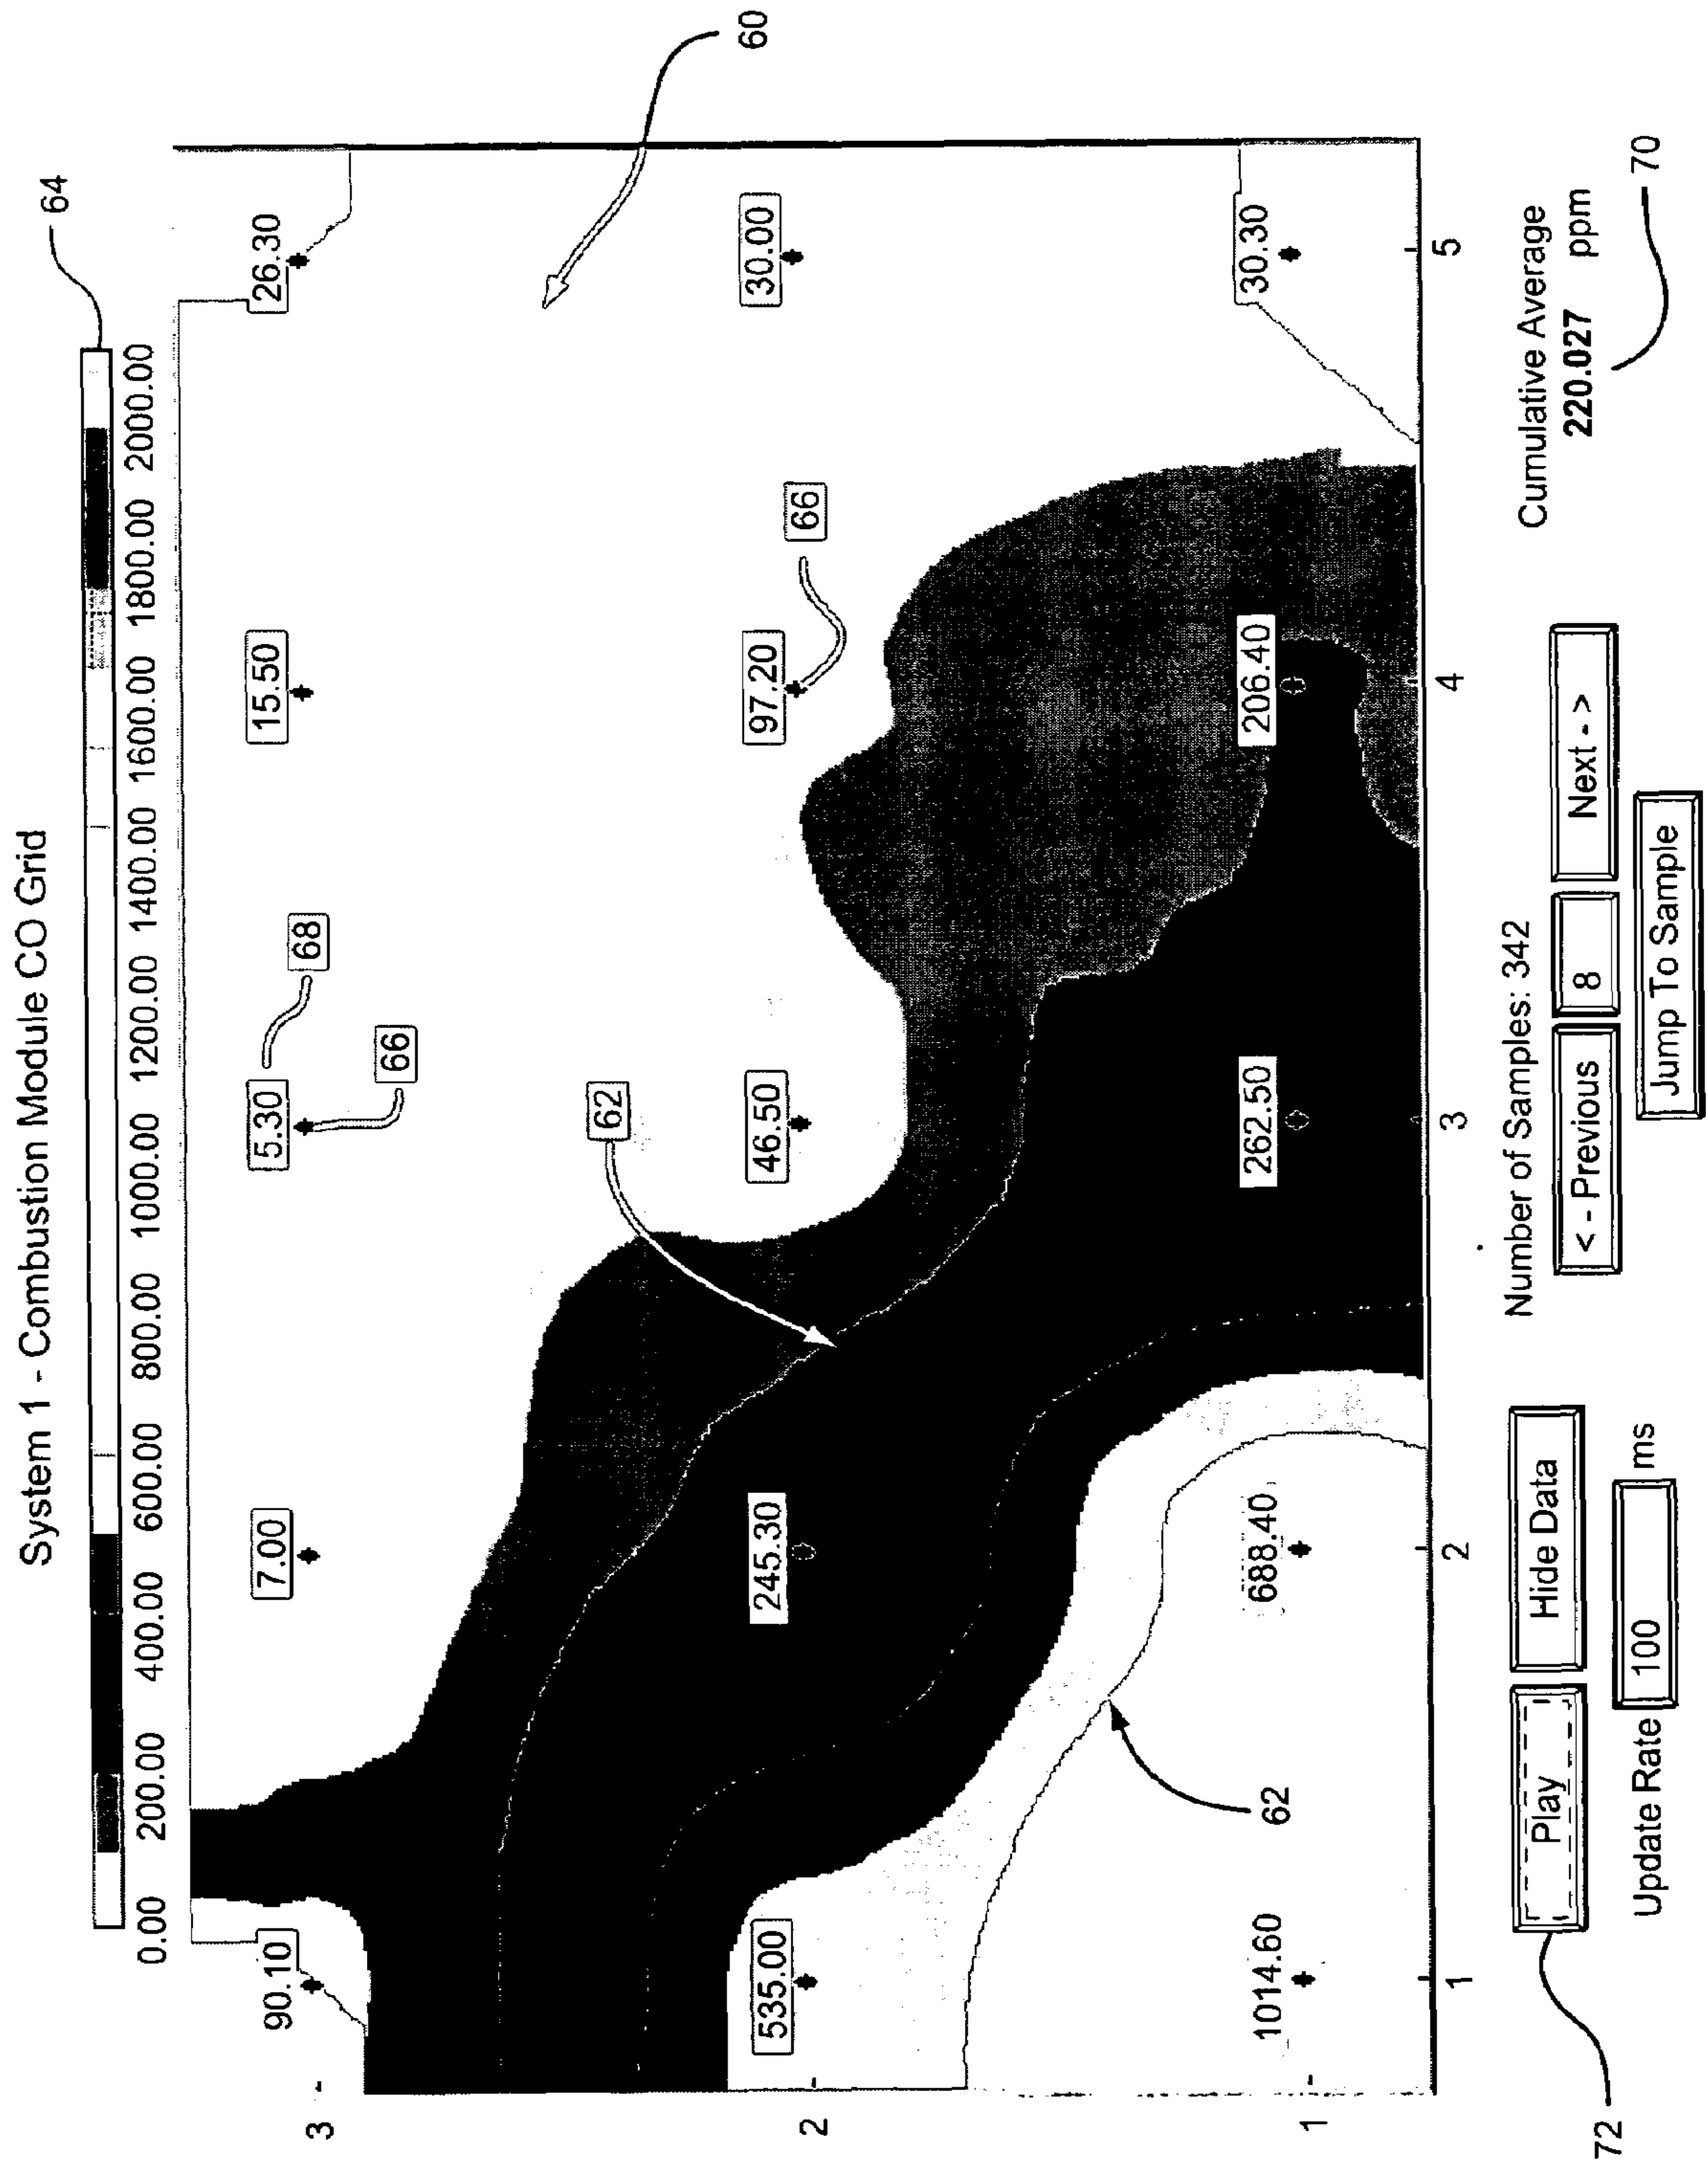 System 1 - Combustion Module CO Grid
64
0.00 200.00 400.00 600.00 800.00 1000.00 1200.00 1400.00 1600.00 1800.00 2000.00
60
3
90.10
7.00
5.30
68
66
15.50
26.30
62
2
535.00
245.30
46.50
97.20
66
30.00
1
1014.60
62
688.40
262.50
206.40
30.30
1 2 3 4 5
72
Play
Hide Data
Update Rate 100 ms
Number of Samples: 342
< - Previous
8
Next - >
Jump To Sample
Cumulative Average
220.027 ppm
70